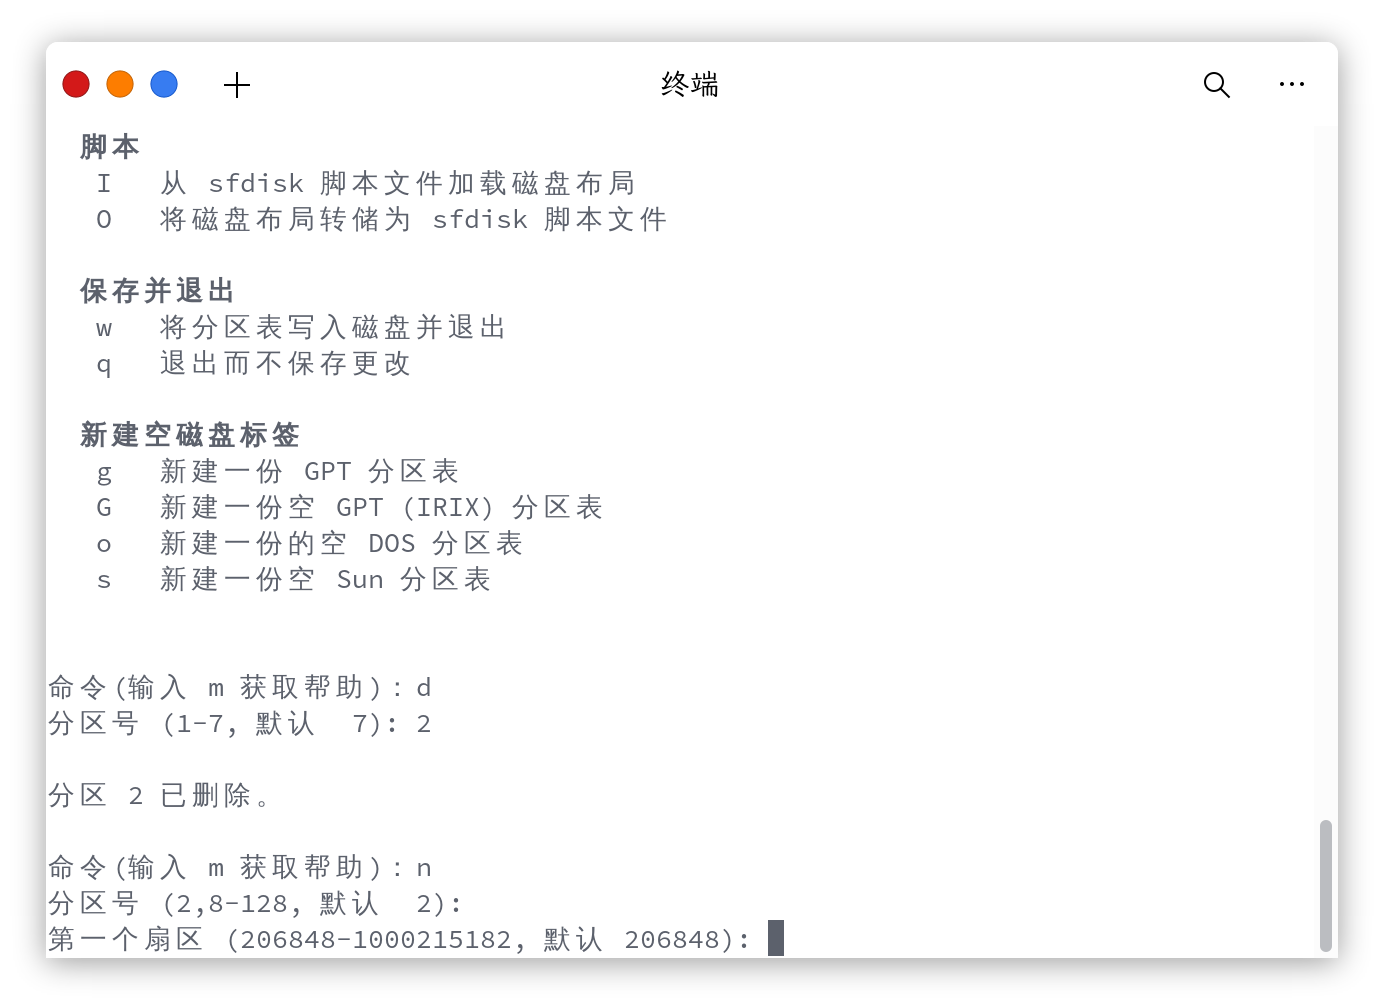 终端
脚本
I 从 sfdisk 脚本文件加载磁盘布局
O 将磁盘布局转储为 sfdisk 脚本文件
保存并退出
w 将分区表写入磁盘并退出
q 退出而不保存更改
新建空磁盘标签
g 新建一份 GPT 分区表
G 新建一份空 GPT (IRIX) 分区表
o 新建一份的空 DOS 分区表
s 新建一份空 Sun 分区表
命令(输入 m 获取帮助)：d
分区号 (1-7, 默认  7): 2
分区 2 已删除。
命令(输入 m 获取帮助)：n
分区号 (2,8-128, 默认  2):
第一个扇区 (206848-1000215182, 默认 206848):